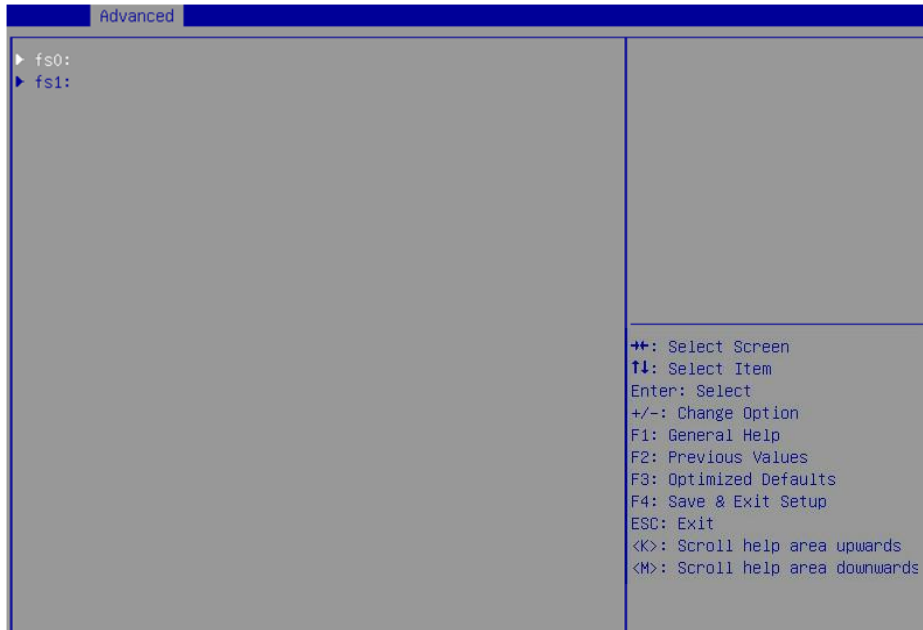 Advanced
▶ fs0:
▶ fs1:
→←: Select Screen
↑↓: Select Item
Enter: Select
+/-: Change Option
F1: General Help
F2: Previous Values
F3: Optimized Defaults
F4: Save & Exit Setup
ESC: Exit
<K>: Scroll help area upwards
<M>: Scroll help area downwards